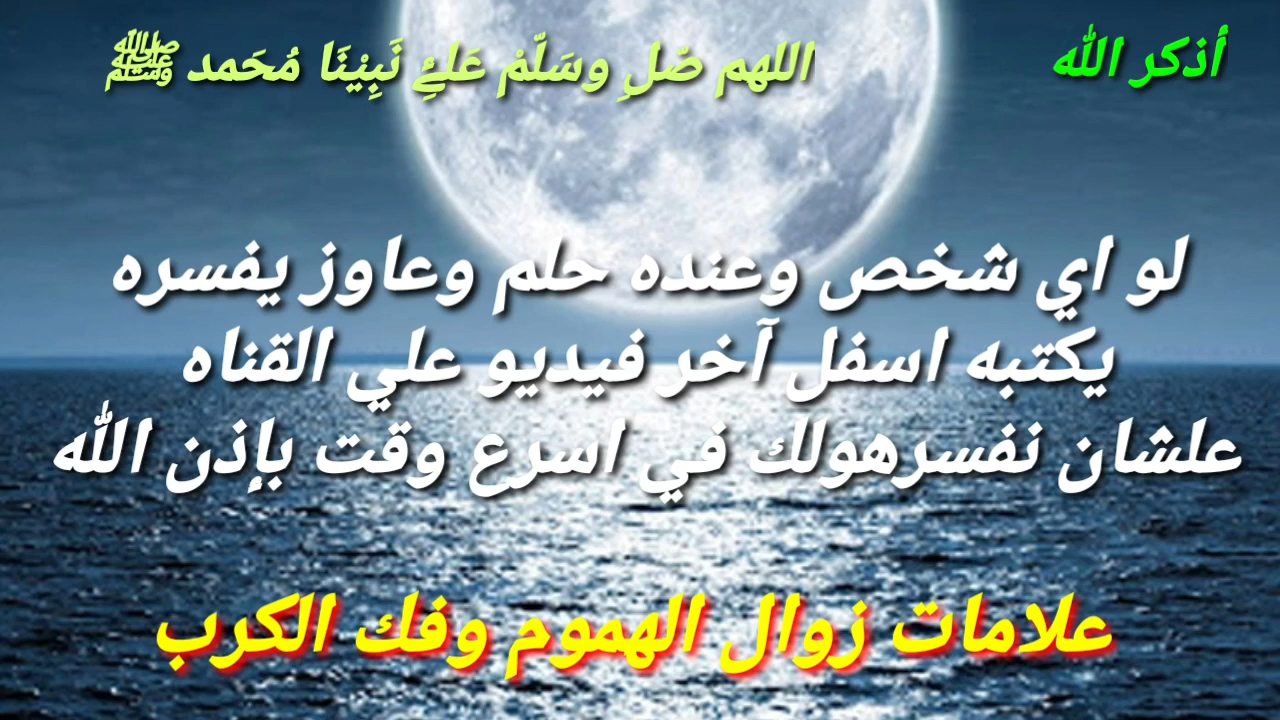 أذكر الله
اللهم صّلِ وسَلّمْ عَلۓِ نَبِيْنَا مُحَمد ﷺ
لو اي شخص وعنده حلم وعاوز يفسره
يكتبه اسفل آخر فيديو علي القناه
علشان نفسرهولك في اسرع وقت بإذن الله
علامات زوال الهموم وفك الكرب